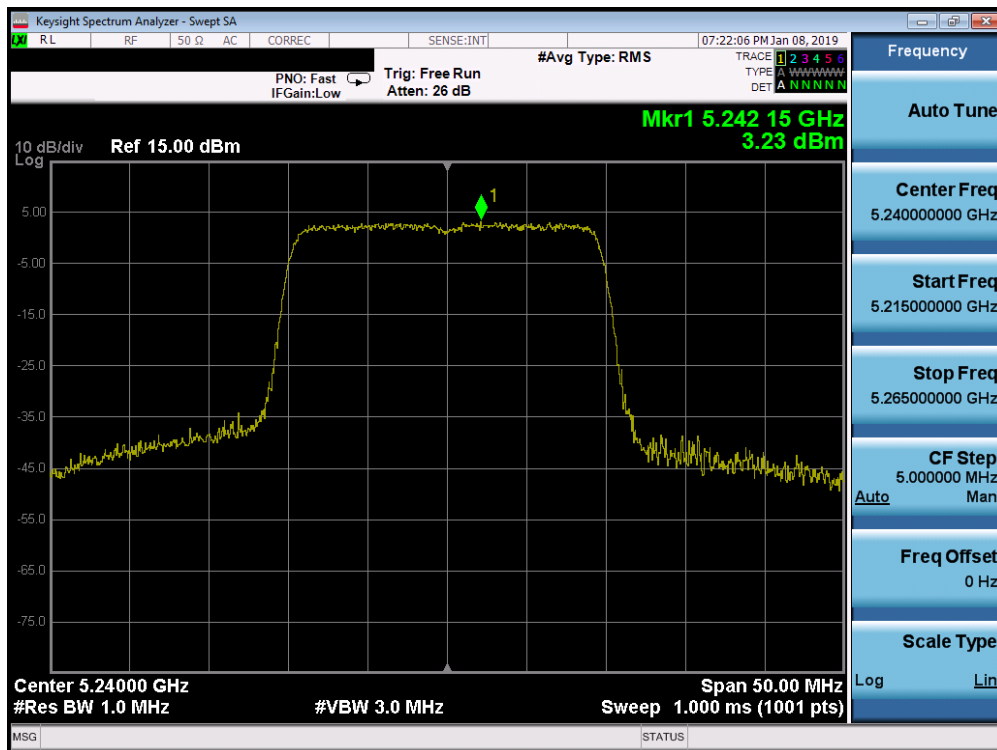 Keysight Spectrum Analyzer - Swept SA
LXI RL RF 50 Ω AC CORREC SENSE:INT 07:22:06 PM Jan 08, 2019
#Avg Type: RMS TRACE 1 2 3 4 5 6
PNO: Fast Trig: Free Run TYPE A WWWWW
IFGain:Low Atten: 26 dB DET A N N N N N
Mkr1 5.242 15 GHz
3.23 dBm
10 dB/div Ref 15.00 dBm
Log
1
5.00
-5.00
-15.0
-25.0
-35.0
-45.0
-55.0
-65.0
-75.0
Center 5.24000 GHz Span 50.00 MHz
#Res BW 1.0 MHz #VBW 3.0 MHz Sweep 1.000 ms (1001 pts)
MSG STATUS
Frequency
Auto Tune
Center Freq
5.240000000 GHz
Start Freq
5.215000000 GHz
Stop Freq
5.265000000 GHz
CF Step
5.000000 MHz
Auto Man
Freq Offset
0 Hz
Scale Type
Log Lin